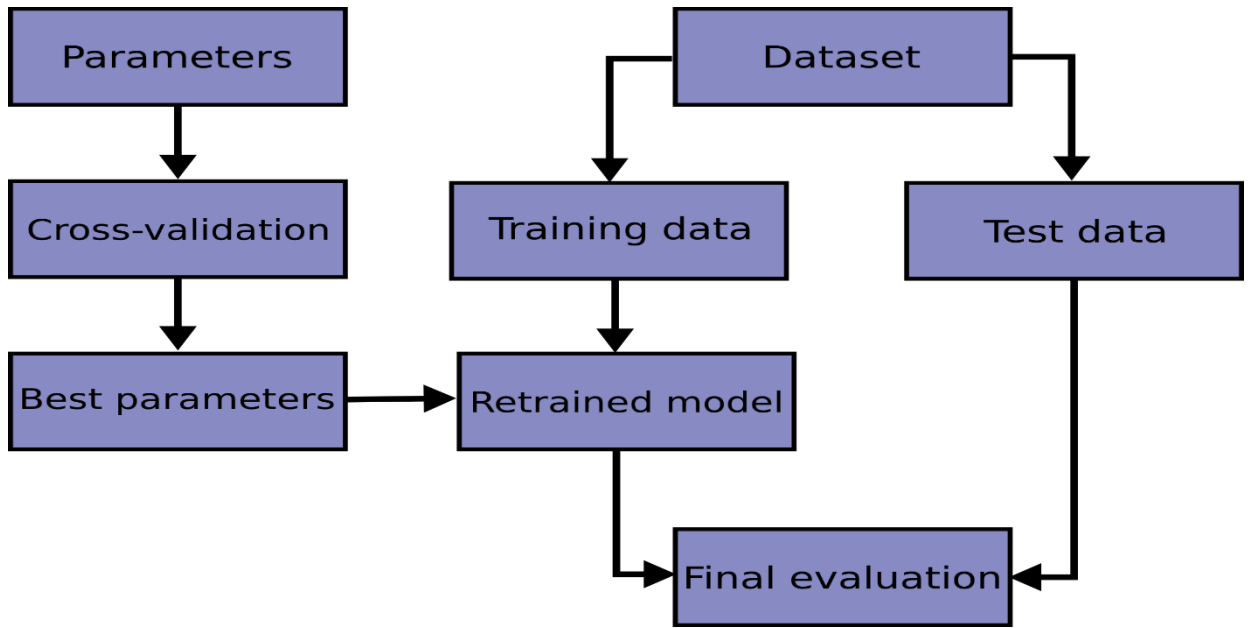 Parameters
Dataset
Cross-validation
Training data
Test data
Best parameters
Retrained model
Final evaluation